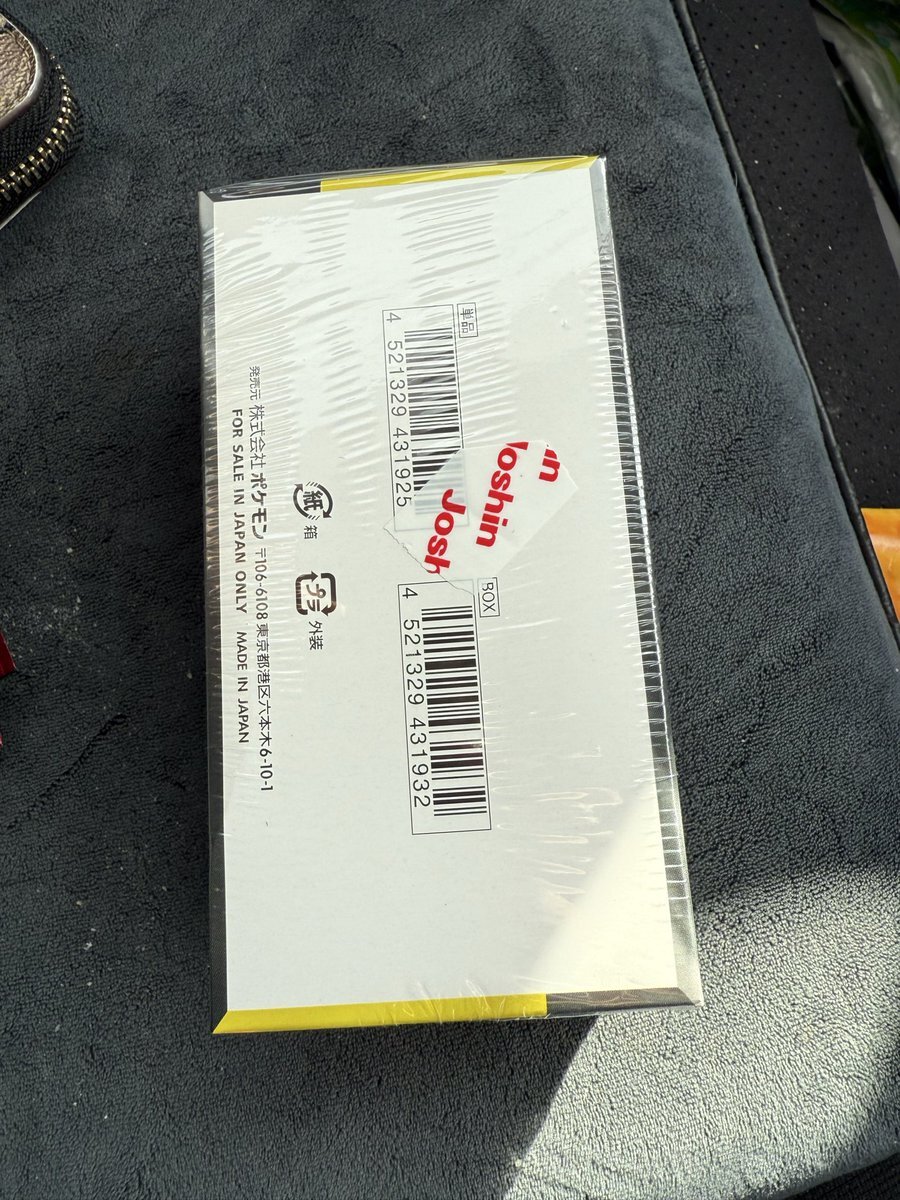 単品
4 521329 431925
in
Joshin
Josh
BOX
4 521329 431932
紙 箱
プラ 外装
発売元 株式会社ポケモン 〒106-6108 東京都港区六本木6-10-1
FOR SALE IN JAPAN ONLY MADE IN JAPAN